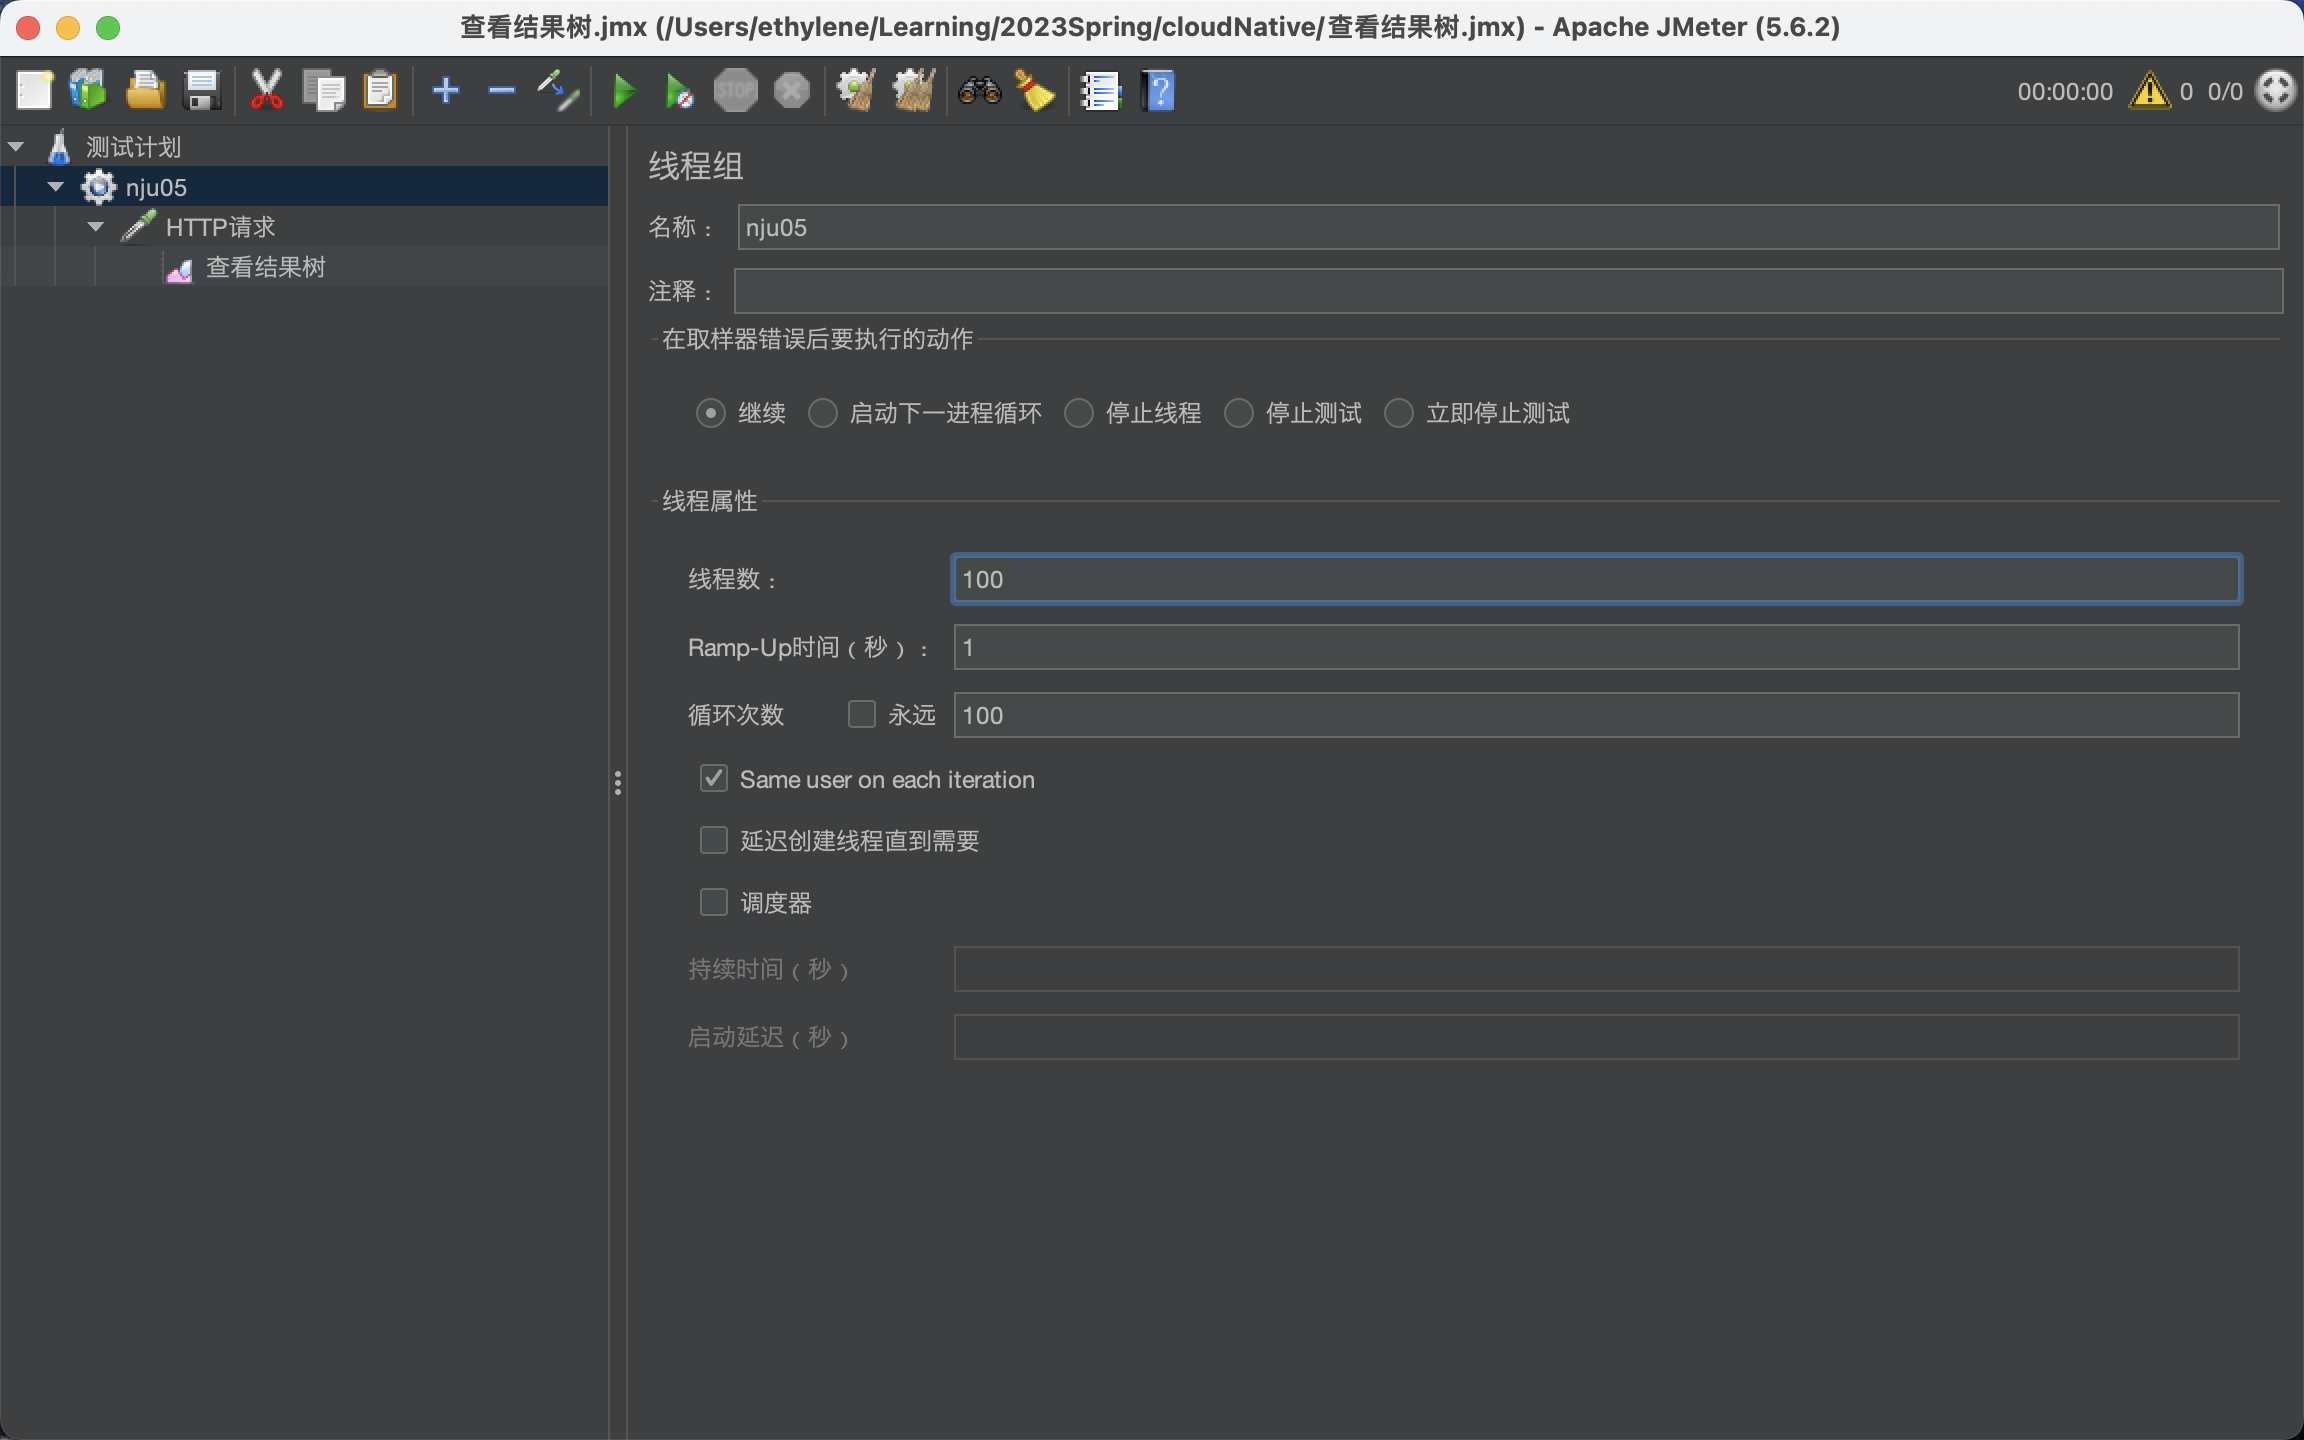 查看结果树.jmx (/Users/ethylene/Learning/2023Spring/cloudNative/查看结果树.jmx) - Apache JMeter (5.6.2)
STOP
?
00:00:00 0 0/0
测试计划
nju05
HTTP请求
查看结果树
线程组
名称： nju05
注释：
在取样器错误后要执行的动作
继续 启动下一进程循环 停止线程 停止测试 立即停止测试
线程属性
线程数： 100
Ramp-Up时间（秒）： 1
循环次数 永远 100
Same user on each iteration
延迟创建线程直到需要
调度器
持续时间（秒）
启动延迟（秒）